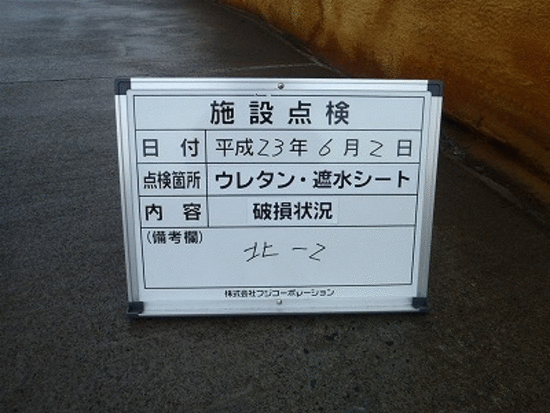 施設点検
日付 平成23年6月2日
点検箇所 ウレタン・遮水シート
内容 破損状況
(備考欄)
北-2
株式会社フジコーポレーション